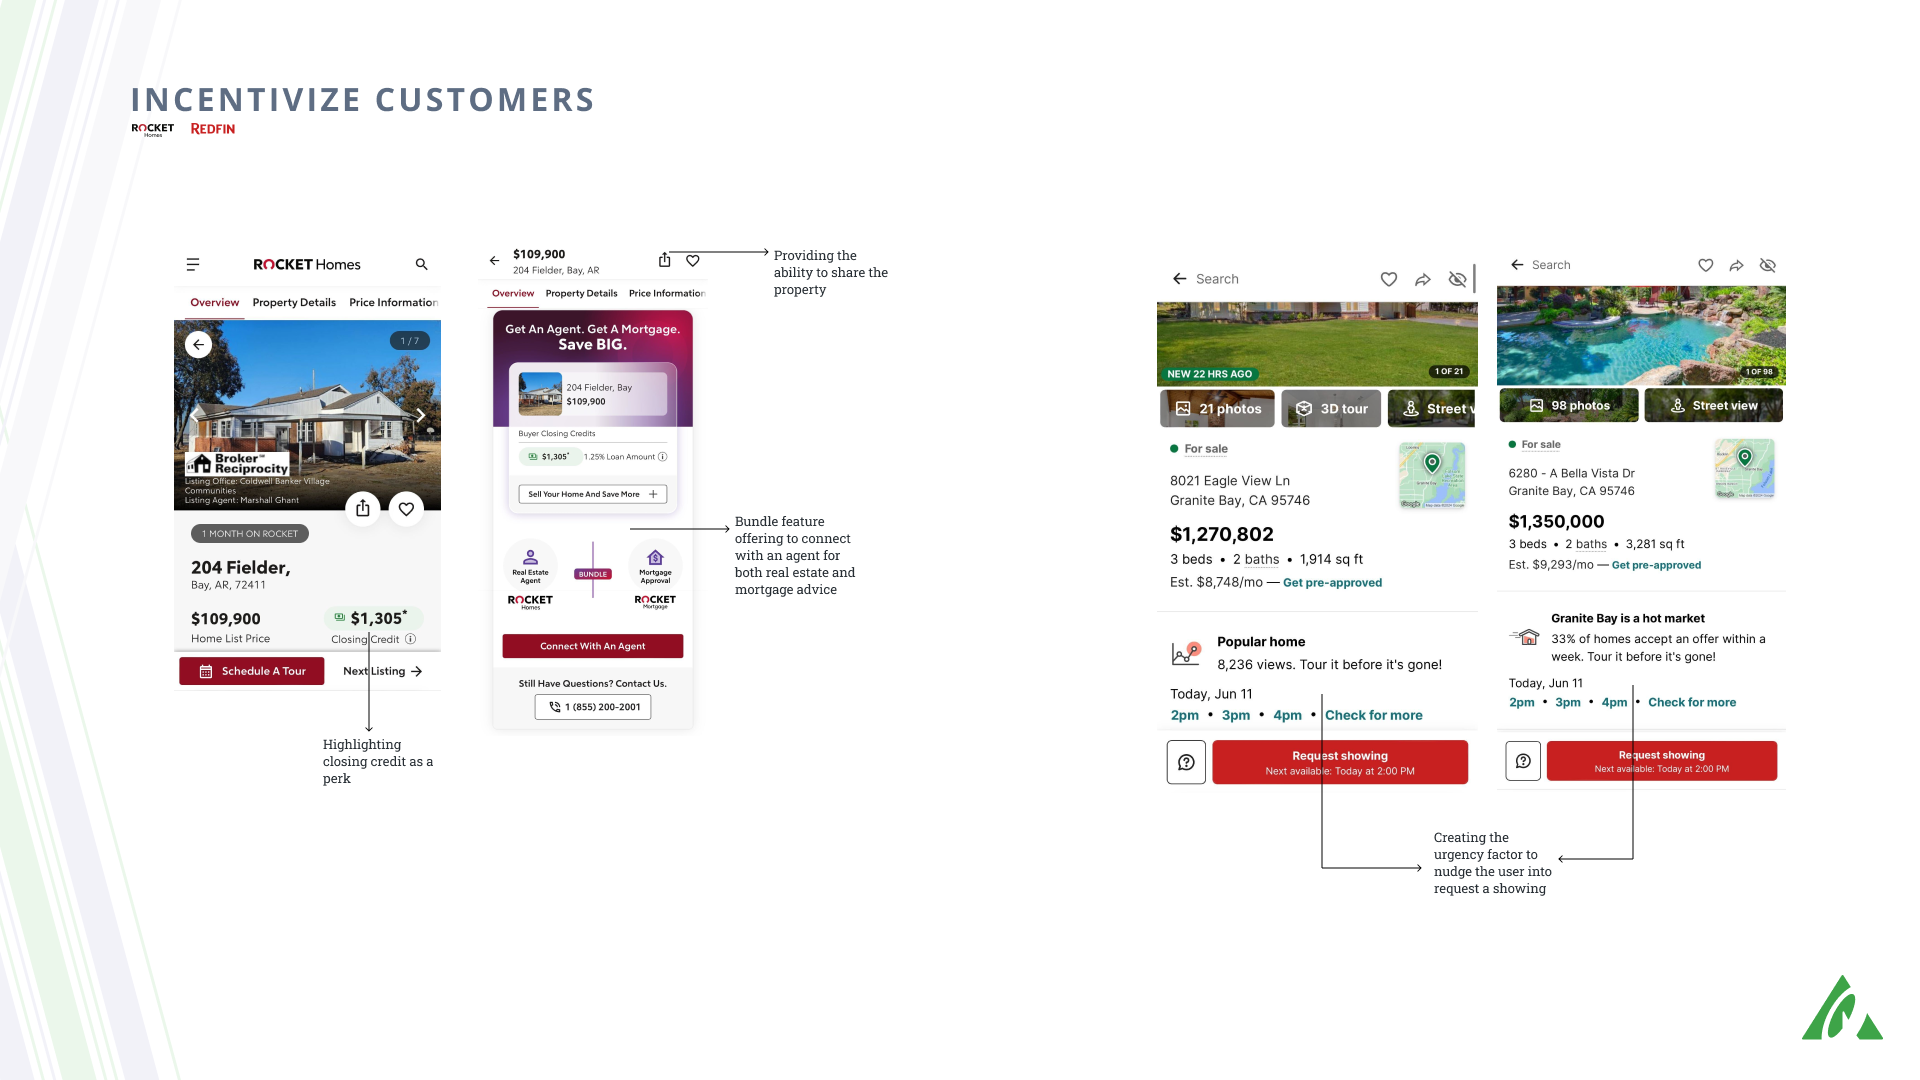 INCENTIVIZE CUSTOMERS
ROCKET
Homes
REDFIN
ROCKET Homes
Overview
Property Details
Price Information
1 / 7
Broker℠
Reciprocity
Listing Office: Coldwell Banker Village
Communities
Listing Agent: Marshall Ghant
1 MONTH ON ROCKET
204 Fielder,
Bay, AR, 72411
$109,900
Home List Price
$1,305*
Closing Credit
Schedule A Tour
Next Listing
Highlighting
closing credit as a
perk
$109,900
204 Fielder, Bay, AR
Overview
Property Details
Price Information
Get An Agent. Get A Mortgage.
Save BIG.
204 Fielder, Bay
$109,900
Buyer Closing Credits
$1,305*
1.25% Loan Amount
Sell Your Home And Save More
Real Estate
Agent
BUNDLE
Mortgage
Approval
ROCKET
Homes
ROCKET
Mortgage
Connect With An Agent
Still Have Questions? Contact Us.
1 (855) 200-2001
Providing the
ability to share the
property
Bundle feature
offering to connect
with an agent for
both real estate and
mortgage advice
Search
NEW 22 HRS AGO
1 OF 21
21 photos
3D tour
Street v
For sale
8021 Eagle View Ln
Granite Bay, CA 95746
Google
$1,270,802
3 beds • 2 baths • 1,914 sq ft
Est. $8,748/mo — Get pre-approved
Popular home
8,236 views. Tour it before it's gone!
Today, Jun 11
2pm • 3pm • 4pm • Check for more
Request showing
Next available: Today at 2:00 PM
Search
1 OF 98
98 photos
Street view
For sale
6280 - A Bella Vista Dr
Granite Bay, CA 95746
Google
$1,350,000
3 beds • 2 baths • 3,281 sq ft
Est. $9,293/mo — Get pre-approved
Granite Bay is a hot market
33% of homes accept an offer within a
week. Tour it before it's gone!
Today, Jun 11
2pm • 3pm • 4pm • Check for more
Request showing
Next available: Today at 2:00 PM
Creating the
urgency factor to
nudge the user into
request a showing